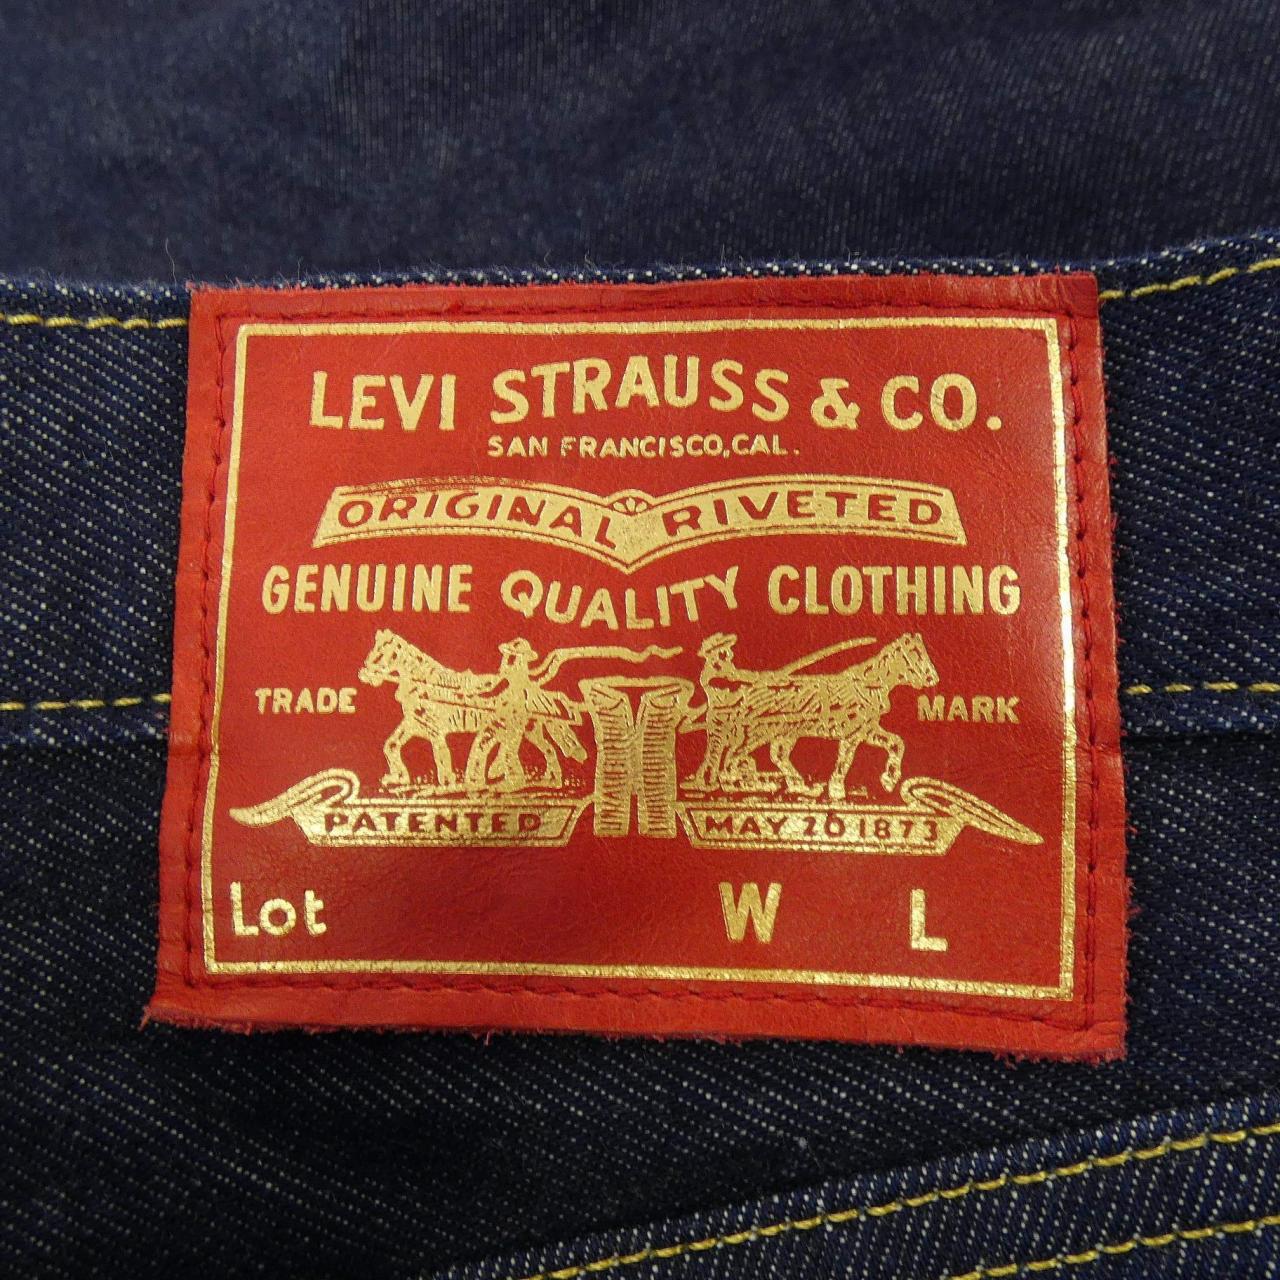 LEVI STRAUSS & CO.
SAN FRANCISCO, CAL.
ORIGINAL RIVETED
GENUINE QUALITY CLOTHING
TRADE MARK
PATENTED MAY 20 1873
Lot W L